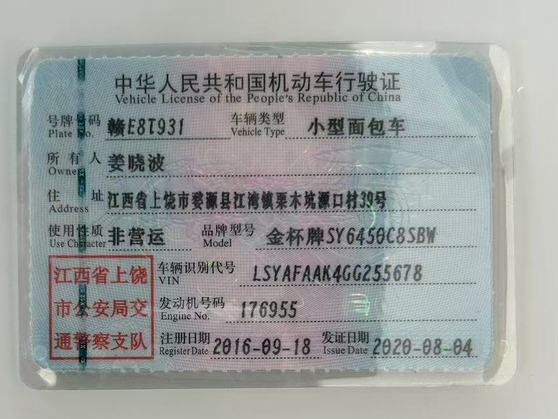 中华人民共和国机动车行驶证
Vehicle License of the People's Republic of China
号牌号码 赣E8T931 车辆类型 小型面包车
Plate No. Vehicle Type
所有人 姜晓波
Owner
住址 江西省上饶市婺源县江湾镇栗木坑源口村39号
Address
使用性质 非营运 品牌型号 金杯牌SY6450C8SBW
Use Character Model
江西省上饶
市公安局交
通警察支队
车辆识别代号 LSYAFAAK4GG255678
VIN
发动机号码 176955
Engine No.
注册日期 2016-09-18 发证日期 2020-08-04
Register Date Issue Date